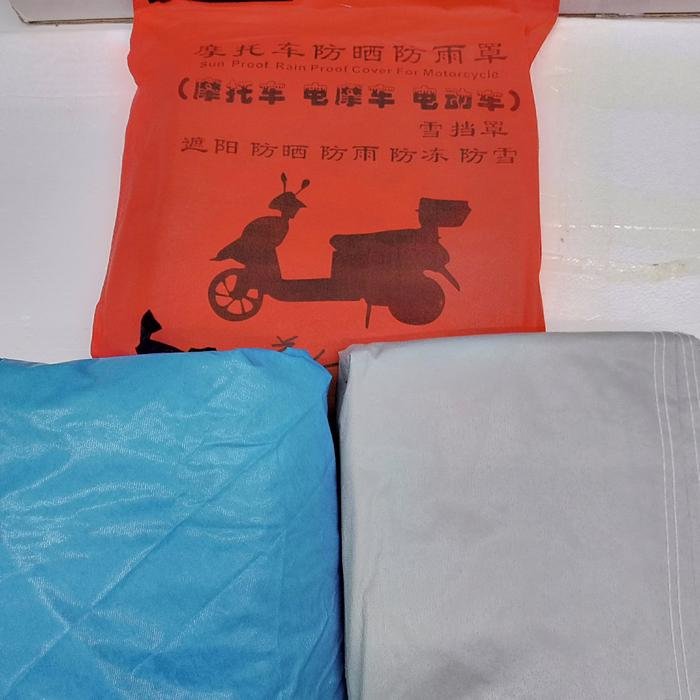 摩托车防晒防雨罩
Sun Proof Rain Proof Cover For Motorcycle
(摩托车 电摩车 电动车)
雪挡罩
遮阳 防晒 防雨 防冻 防雪